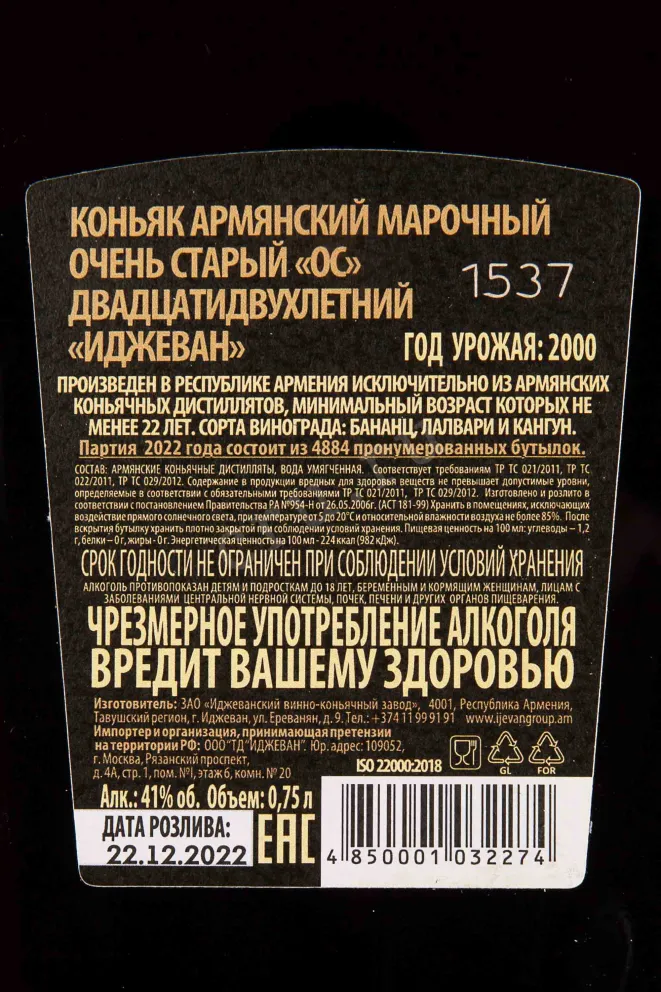 КОНЬЯК АРМЯНСКИЙ МАРОЧНЫЙ
ОЧЕНЬ СТАРЫЙ «ОС»
1537
ДВАДЦАТИДВУХЛЕТНИЙ
«ИДЖЕВАН»
ГОД УРОЖАЯ: 2000
ПРОИЗВЕДЕН В РЕСПУБЛИКЕ АРМЕНИЯ ИСКЛЮЧИТЕЛЬНО ИЗ АРМЯНСКИХ
КОНЬЯЧНЫХ ДИСТИЛЛЯТОВ, МИНИМАЛЬНЫЙ ВОЗРАСТ КОТОРЫХ НЕ
МЕНЕЕ 22 ЛЕТ. СОРТА ВИНОГРАДА: БАНАНЦ, ЛАЛВАРИ И КАНГУН.
Партия 2022 года состоит из 4884 пронумерованных бутылок.
СОСТАВ: АРМЯНСКИЕ КОНЬЯЧНЫЕ ДИСТИЛЛЯТЫ, ВОДА УМЯГЧЕННАЯ. Соответствует требованиям ТР ТС 021/2011, ТР ТС
022/2011, ТР ТС 029/2012. Содержание в продукции вредных для здоровья веществ не превышает допустимые уровни,
определяемые в соответствии с обязательными требованиями ТР ТС 021/2011, ТР ТС 029/2012. Изготовлено и розлито в
соответствии с постановлением Правительства РА №954-Н от 26.05.2006г. (АСТ 181-99) Хранить в помещениях, исключающих
воздействие прямого солнечного света, при температуре от 5 до 20°С и относительной влажности воздуха не более 85%. После
вскрытия бутылку хранить плотно закрытой при соблюдении условий хранения. Пищевая ценность на 100 мл: углеводы – 1,2
г, белки – 0 г, жиры - 0 г. Энергетическая ценность на 100 мл - 224 ккал (982 кДж).
СРОК ГОДНОСТИ НЕ ОГРАНИЧЕН ПРИ СОБЛЮДЕНИИ УСЛОВИЙ ХРАНЕНИЯ
АЛКОГОЛЬ ПРОТИВОПОКАЗАН ДЕТЯМ И ПОДРОСТКАМ ДО 18 ЛЕТ, БЕРЕМЕННЫМ И КОРМЯЩИМ ЖЕНЩИНАМ, ЛИЦАМ С
ЗАБОЛЕВАНИЯМИ ЦЕНТРАЛЬНОЙ НЕРВНОЙ СИСТЕМЫ, ПОЧЕК, ПЕЧЕНИ И ДРУГИХ ОРГАНОВ ПИЩЕВАРЕНИЯ.
ЧРЕЗМЕРНОЕ УПОТРЕБЛЕНИЕ АЛКОГОЛЯ
ВРЕДИТ ВАШЕМУ ЗДОРОВЬЮ
Изготовитель: ЗАО «Иджеванский винно-коньячный завод», 4001, Республика Армения,
Тавушский регион, г. Иджеван, ул. Ереванян, д. 9. Тел.: +374 11 99 91 91 www.ijevangroup.am
Импортер и организация, принимающая претензии
на территории РФ: ООО "ТД "ИДЖЕВАН". Юр. адрес: 109052,
г. Москва, Рязанский проспект,
д. 4А, стр. 1, пом. №I, этаж 6, комн. № 20
ISO 22000:2018
GL
FOR
Алк.: 41% об. Объем: 0,75 л
ДАТА РОЗЛИВА:
22.12.2022
EAC
4 850001 032274